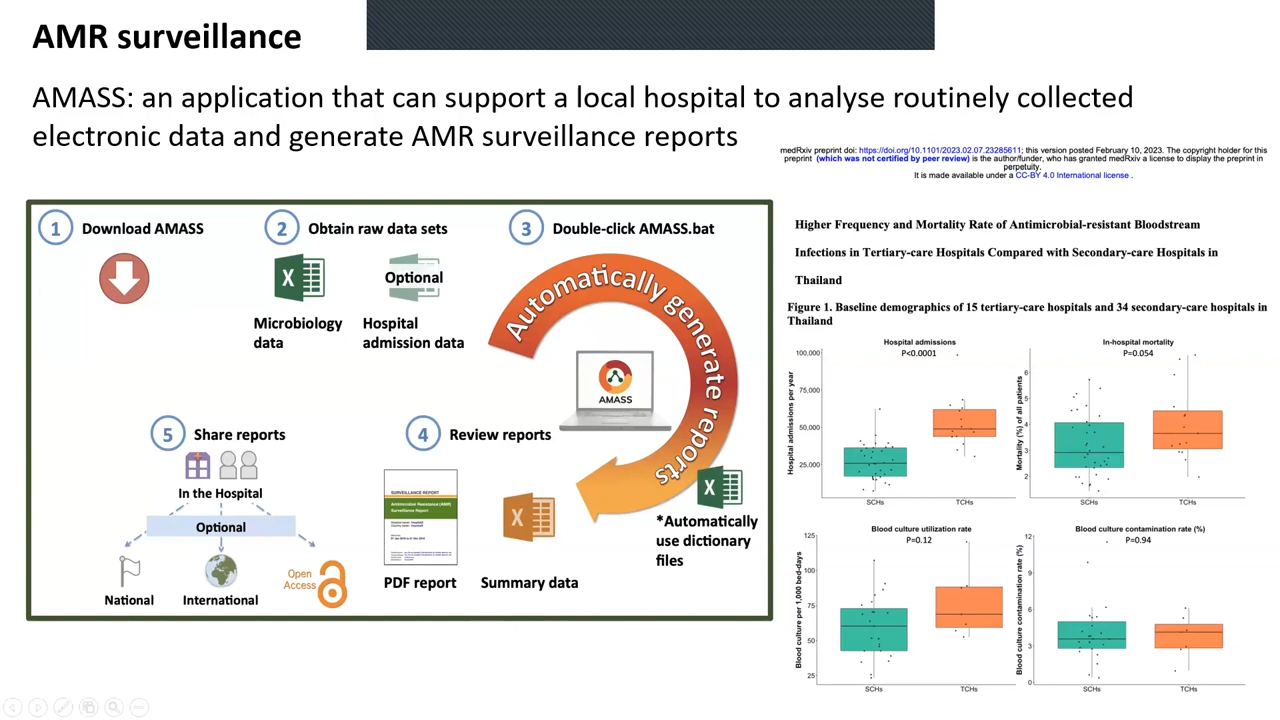 AMR surveillance
AMASS: an application that can support a local hospital to analyse routinely collected
electronic data and generate AMR surveillance reports
medRxiv preprint doi: https://doi.org/10.1101/2023.02.07.23285611; this version posted February 10, 2023. The copyright holder for this
preprint (which was not certified by peer review) is the author/funder, who has granted medRxiv a license to display the preprint in
perpetuity.
It is made available under a CC-BY 4.0 International license .
1 Download AMASS
2 Obtain raw data sets
Optional
Microbiology
data
Hospital
admission data
3 Double-click AMASS.bat
Automatically generate reports
AMASS
*Automatically
use dictionary
files
4 Review reports
SURVEILLANCE REPORT
Antimicrobial Resistance (AMR)
Surveillance Report
PDF report
Summary data
5 Share reports
In the Hospital
Optional
National
International
Open
Access
Higher Frequency and Mortality Rate of Antimicrobial-resistant Bloodstream
Infections in Tertiary-care Hospitals Compared with Secondary-care Hospitals in
Thailand
Figure 1. Baseline demographics of 15 tertiary-care hospitals and 34 secondary-care hospitals in
Thailand
Hospital admissions
P<0.0001
Hospital admissions per year
100,000
75,000
50,000
25,000
SCHs
TCHs
In-hospital mortality
P=0.054
Mortality (%) of all patients
6
5
4
3
2
SCHs
TCHs
Blood culture utilization rate
P=0.12
Blood culture per 1,000 bed-days
125
100
75
50
25
SCHs
TCHs
Blood culture contamination rate (%)
P=0.94
Blood culture contamination rate (%)
12
9
6
3
0
SCHs
TCHs